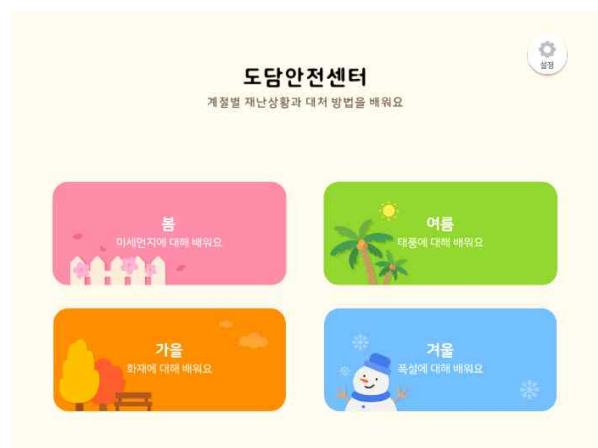 도담안전센터
설정
계절별 재난상황과 대처 방법을 배워요
봄
미세먼지에 대해 배워요
여름
태풍에 대해 배워요
가을
화재에 대해 배워요
겨울
폭설에 대해 배워요